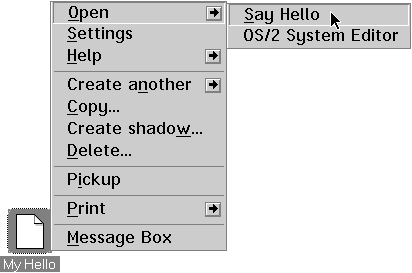 Open
Say Hello
Settings
OS/2 System Editor
Help
Create another
Copy...
Create shadow...
Delete...
Pickup
Print
Message Box
My Hello